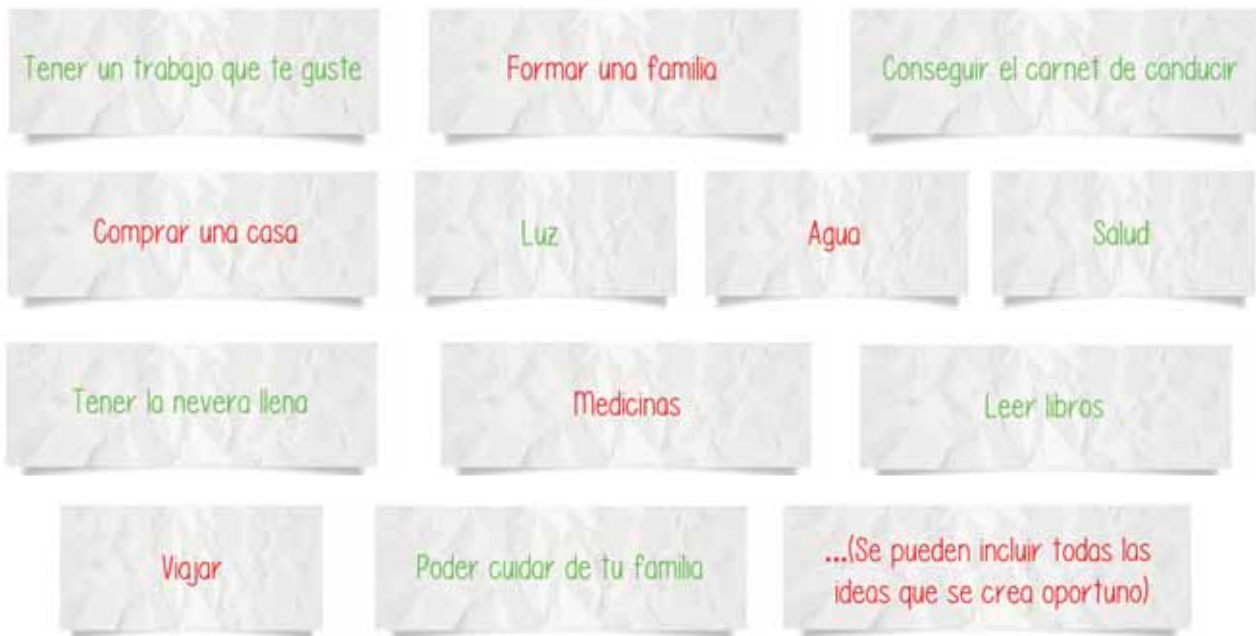 Tener un trabajo que te guste
Formar una familia
Conseguir el carnet de conducir
Comprar una casa
Luz
Agua
Salud
Tener la nevera llena
Medicinas
Leer libros
Viajar
Poder cuidar de tu familia
...(Se pueden incluir todas las
ideas que se crea oportuno)